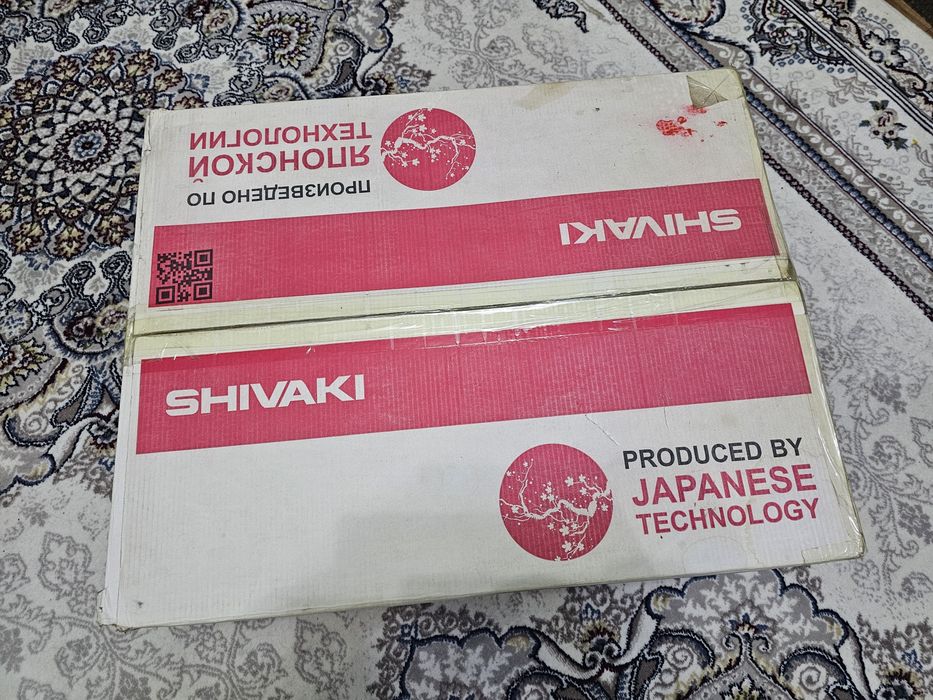 ПРОИЗВЕДЕНО ПО
ЯПОНСКОЙ
ТЕХНОЛОГИИ
SHIVAKI
SHIVAKI
PRODUCED BY
JAPANESE
TECHNOLOGY